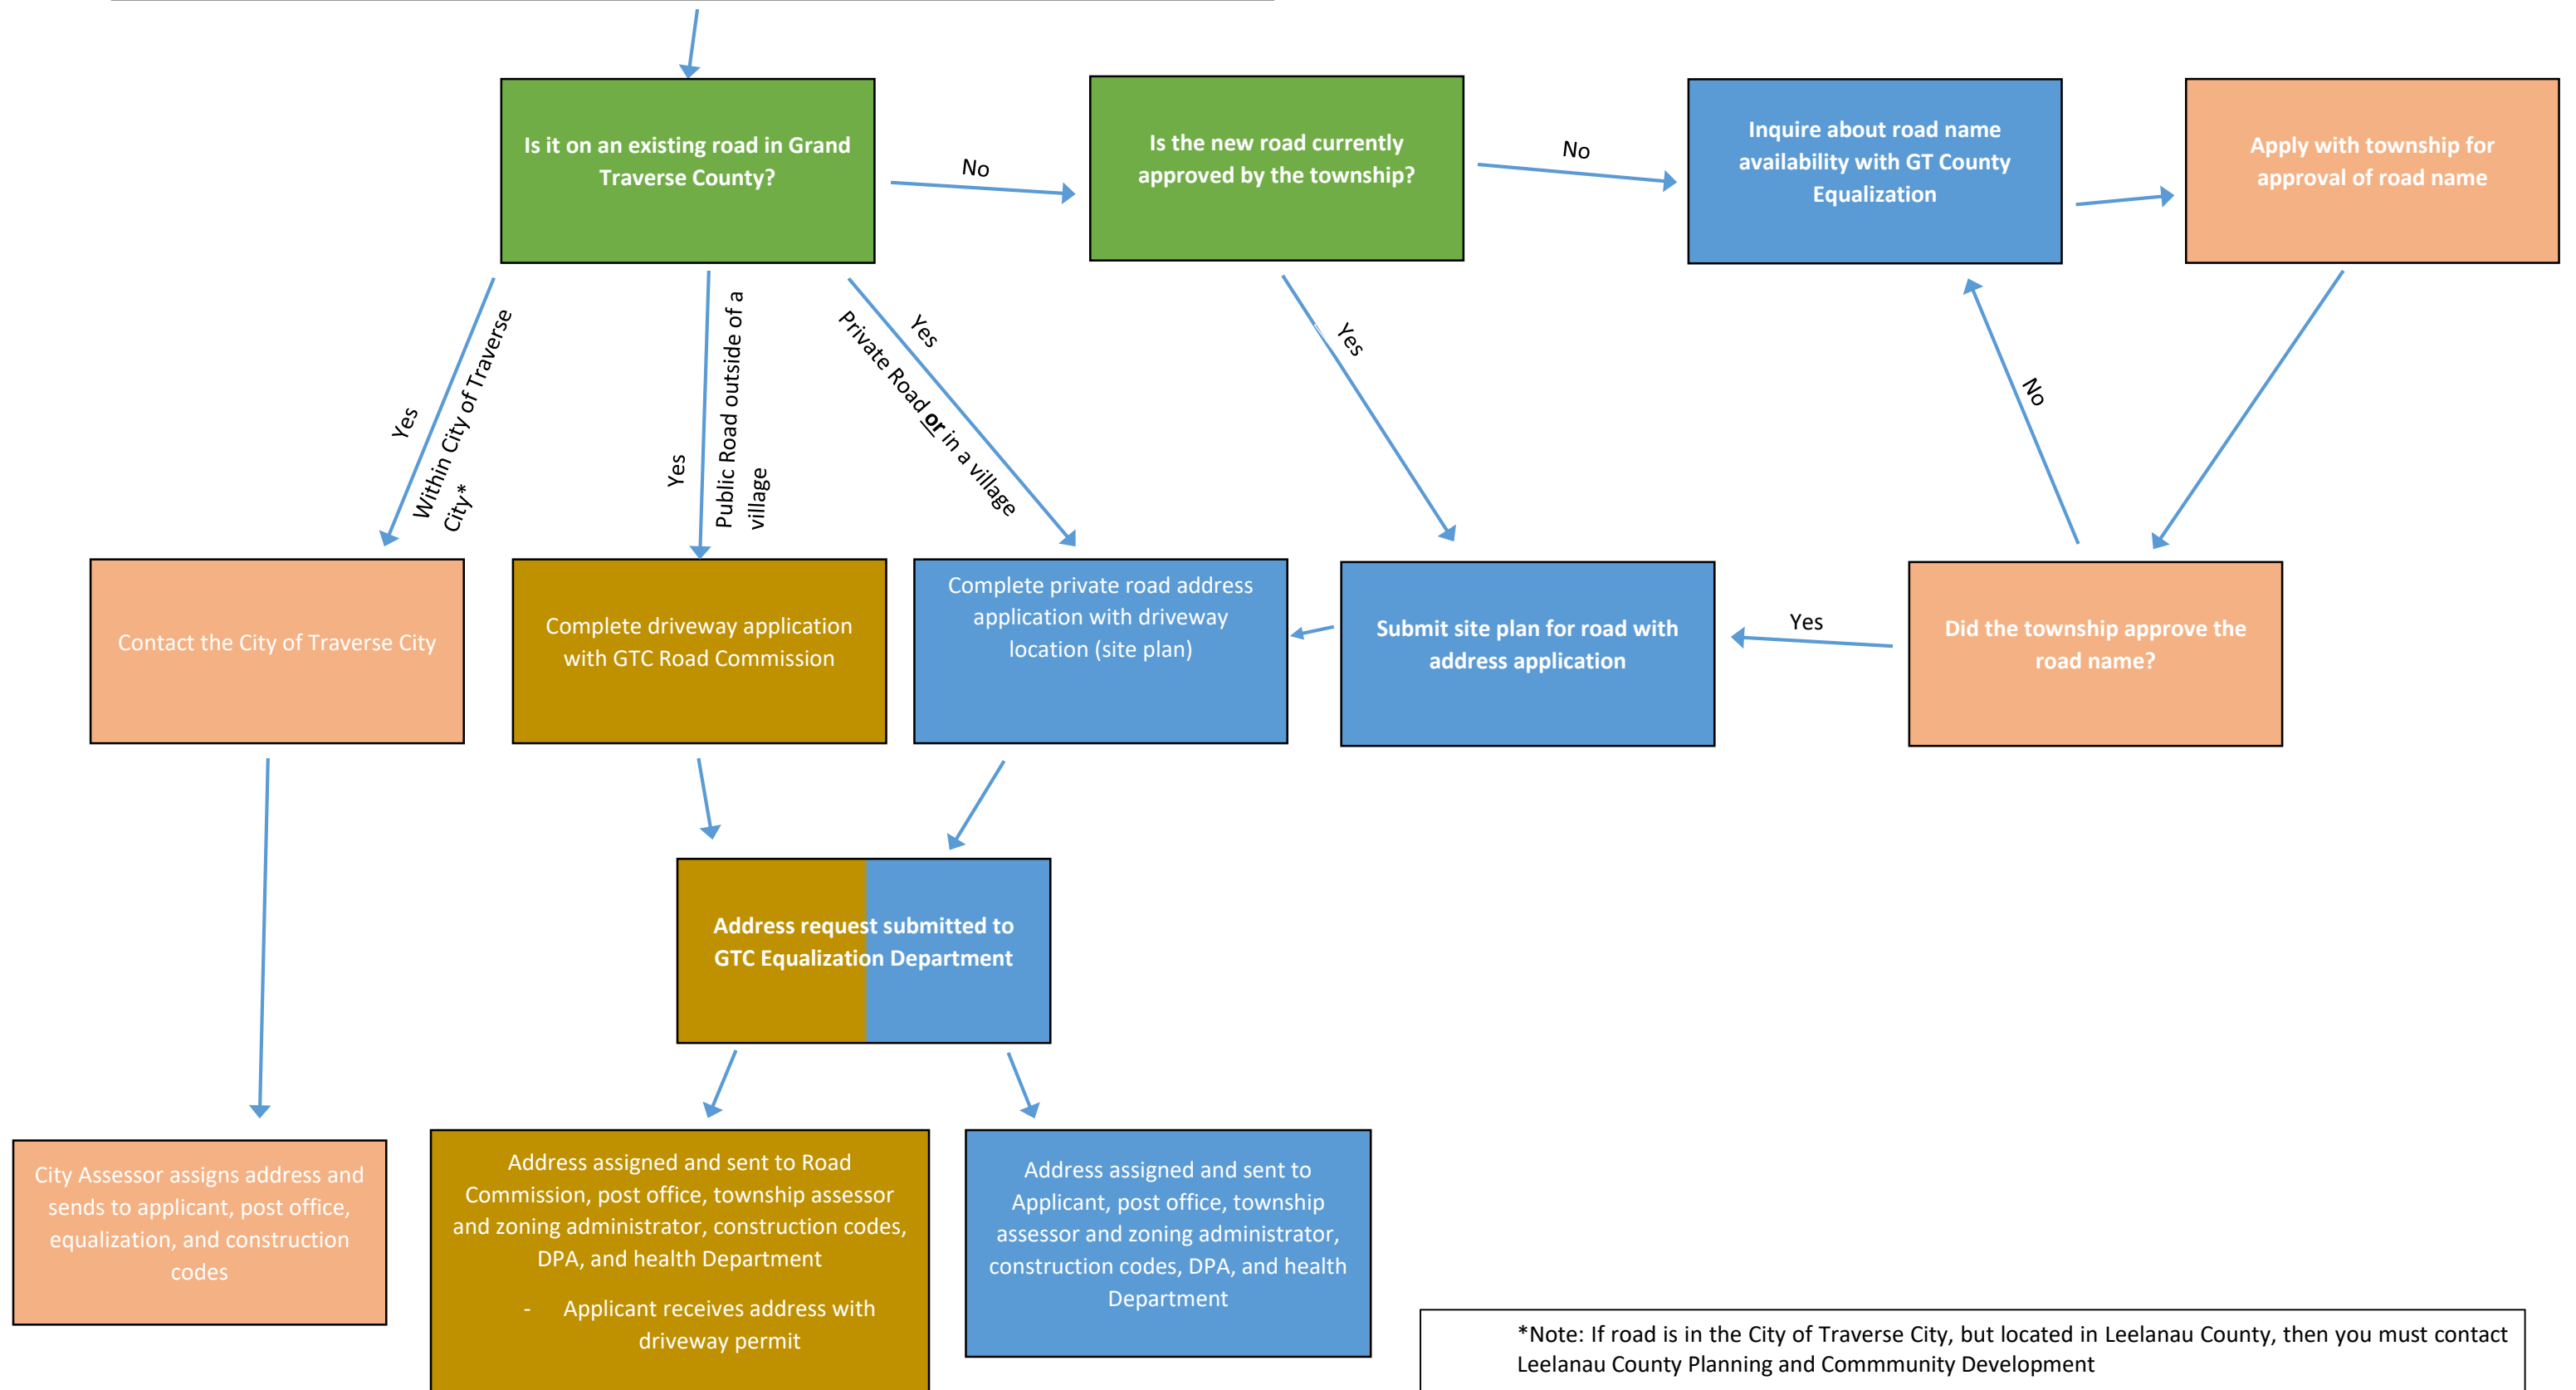 Is it on an existing road in Grand
Traverse County?
No
Is the new road currently
approved by the township?
No
Inquire about road name
availability with GT County
Equalization
Apply with township for
approval of road name
Yes
Within City of Traverse
City*
Yes
Public Road outside of a
village
Yes
Private Road or in a village
Yes
No
Contact the City of Traverse City
Complete driveway application
with GTC Road Commission
Complete private road address
application with driveway
location (site plan)
Submit site plan for road with
address application
Yes
Did the township approve the
road name?
Address request submitted to
GTC Equalization Department
City Assessor assigns address and
sends to applicant, post office,
equalization, and construction
codes
Address assigned and sent to Road
Commission, post office, township assessor
and zoning administrator, construction codes,
DPA, and health Department
- Applicant receives address with
driveway permit
Address assigned and sent to
Applicant, post office, township
assessor and zoning administrator,
construction codes, DPA, and health
Department
*Note: If road is in the City of Traverse City, but located in Leelanau County, then you must contact
Leelanau County Planning and Commmunity Development